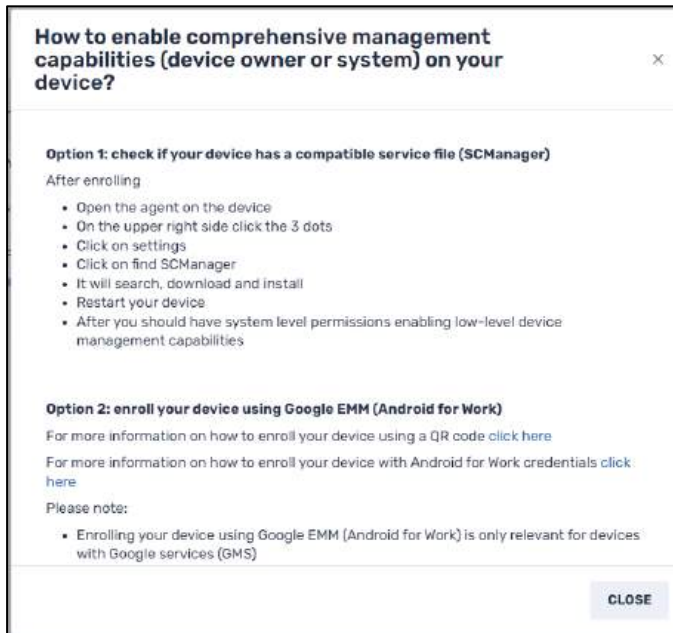 How to enable comprehensive management
capabilities (device owner or system) on your
device?
×
Option 1: check if your device has a compatible service file (SCManager)
After enrolling
• Open the agent on the device
• On the upper right side click the 3 dots
• Click on settings
• Click on find SCManager
• It will search, download and install
• Restart your device
• After you should have system level permissions enabling low-level device
management capabilities
Option 2: enroll your device using Google EMM (Android for Work)
For more information on how to enroll your device using a QR code click here
For more information on how to enroll your device with Android for Work credentials click
here
Please note:
• Enrolling your device using Google EMM (Android for Work) is only relevant for devices
with Google services (GMS)
CLOSE